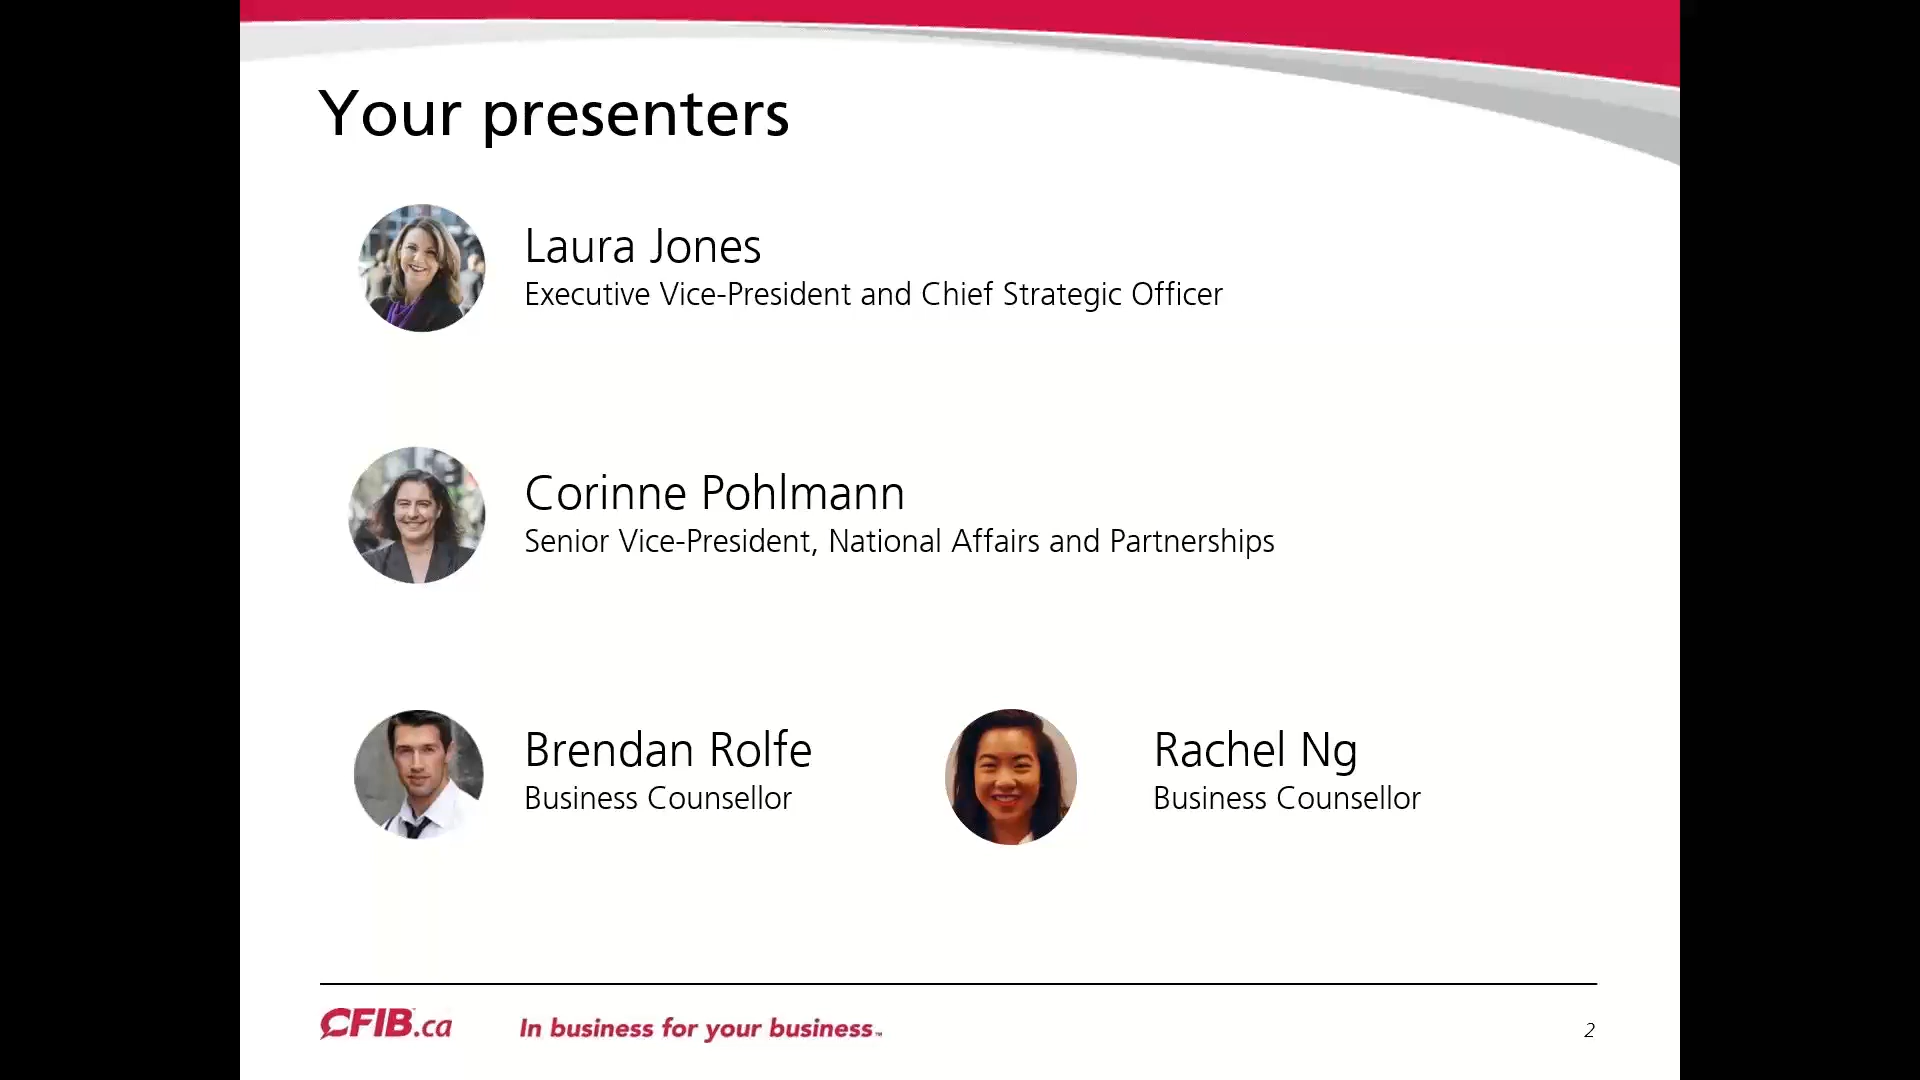 Your presenters
Laura Jones
Executive Vice-President and Chief Strategic Officer
Corinne Pohlmann
Senior Vice-President, National Affairs and Partnerships
Brendan Rolfe
Business Counsellor
Rachel Ng
Business Counsellor
CFIB.ca
In business for your business™
2